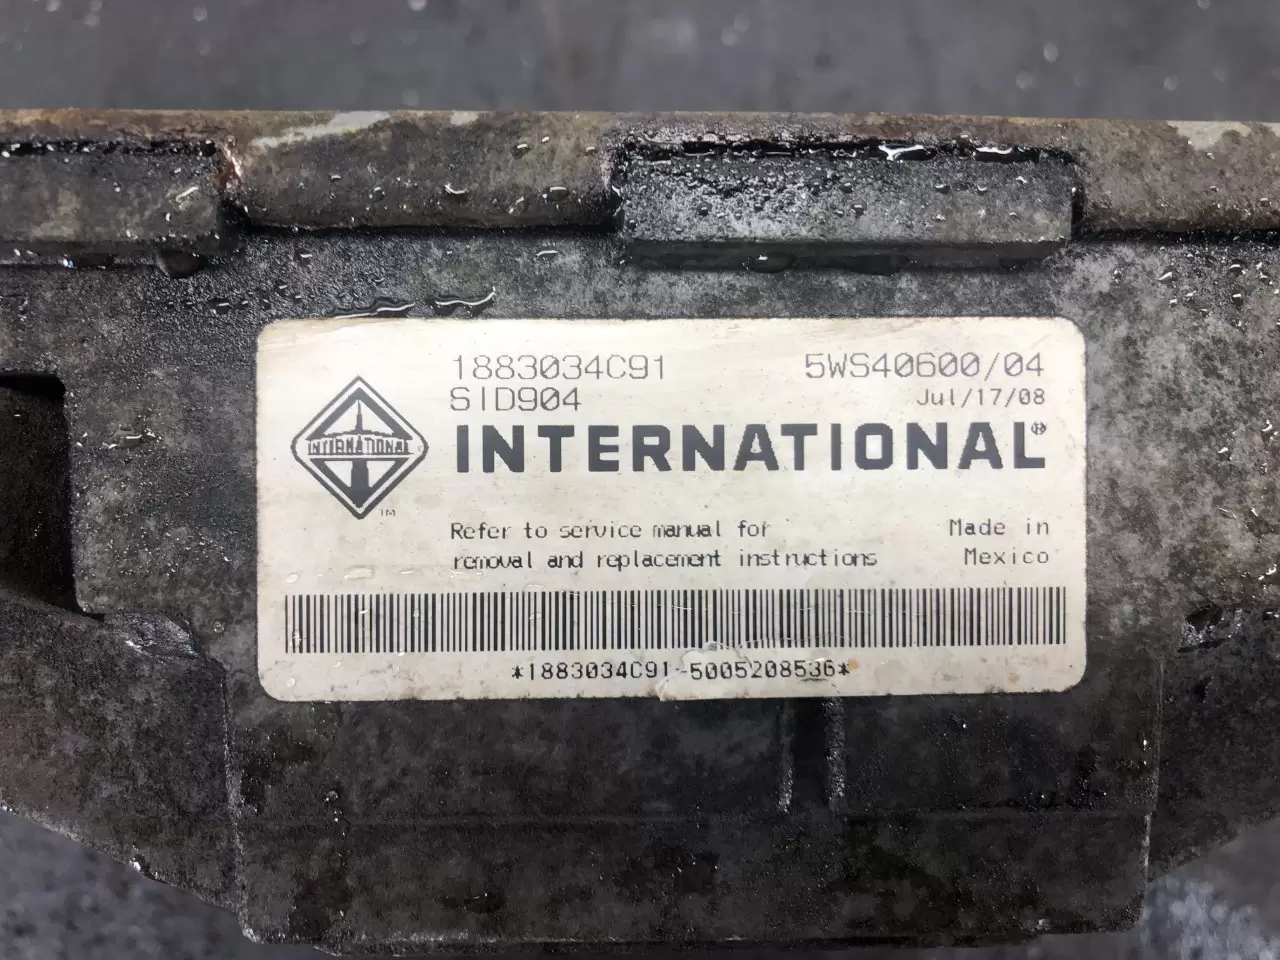 1883034C91 5WS40600/04
SID904 Jul/17/08
INTERNATIONAL
INTERNATIONAL®
TM
Refer to service manual for Made in
removal and replacement instructions Mexico
*1883034C91-5005208536*